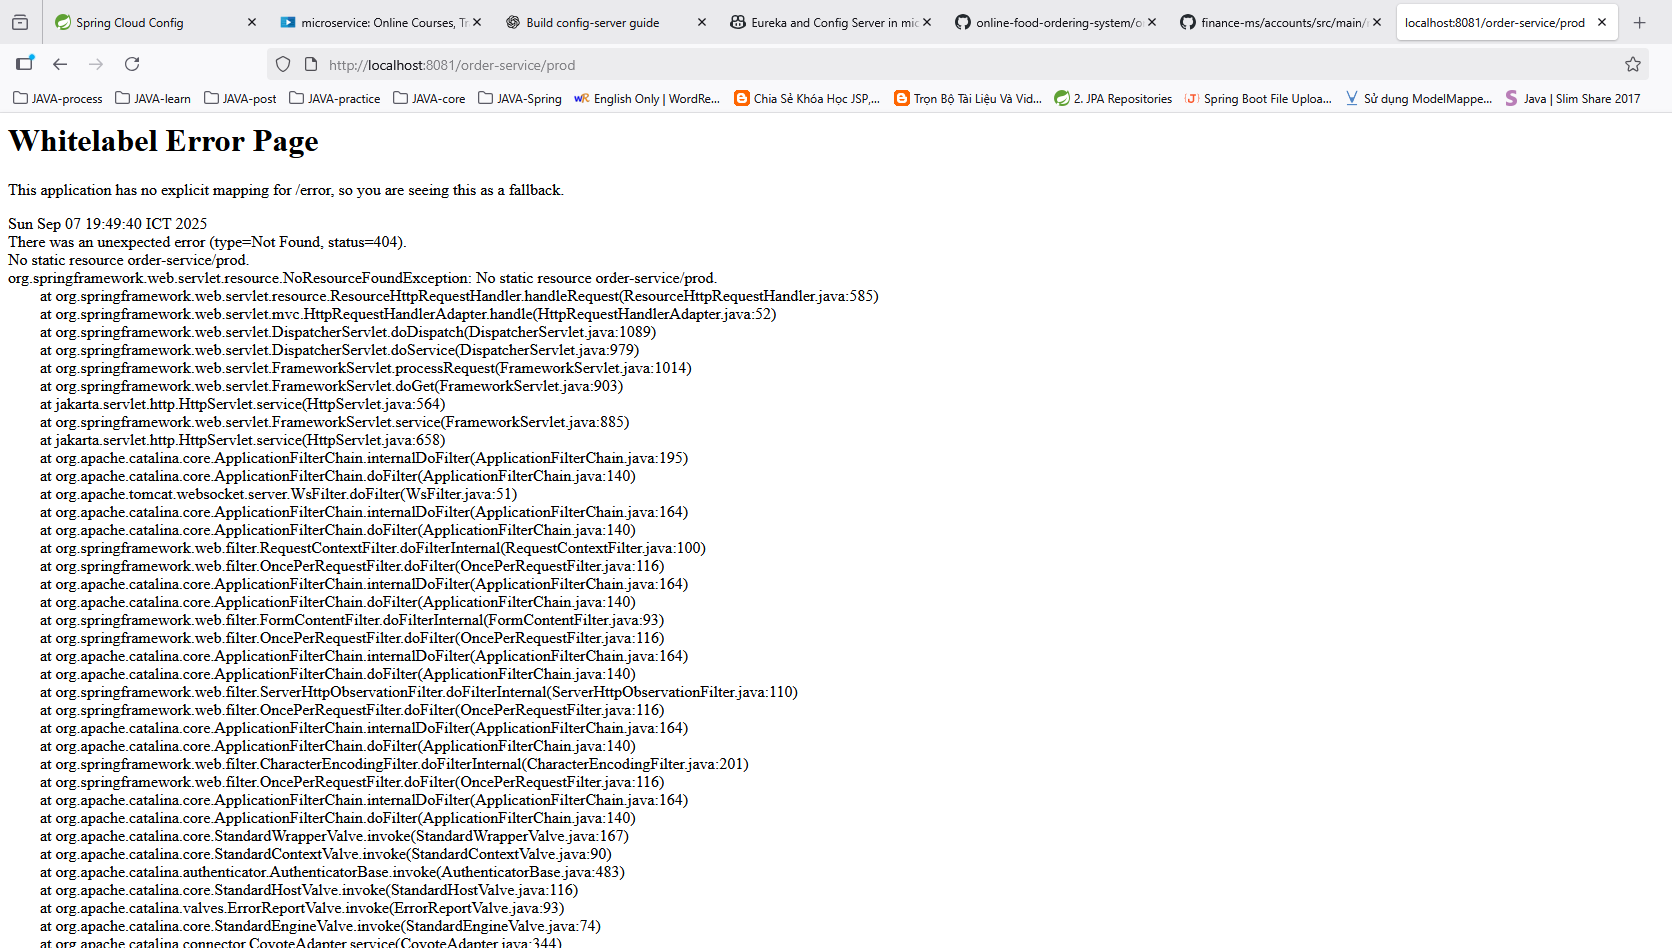 Spring Cloud Config
microservice: Online Courses, Tr
Build config-server guide
Eureka and Config Server in mic
online-food-ordering-system/o
finance-ms/accounts/src/main/
localhost:8081/order-service/prod
http://localhost:8081/order-service/prod
JAVA-process
JAVA-learn
JAVA-post
JAVA-practice
JAVA-core
JAVA-Spring
wR English Only | WordRe...
Chia Sẻ Khóa Học JSP,...
Trọn Bộ Tài Liệu Và Vid...
2. JPA Repositories
Spring Boot File Uploa...
Sử dụng ModelMappe...
Java | Slim Share 2017
Whitelabel Error Page
This application has no explicit mapping for /error, so you are seeing this as a fallback.
Sun Sep 07 19:49:40 ICT 2025
There was an unexpected error (type=Not Found, status=404).
No static resource order-service/prod.
org.springframework.web.servlet.resource.NoResourceFoundException: No static resource order-service/prod.
at org.springframework.web.servlet.resource.ResourceHttpRequestHandler.handleRequest(ResourceHttpRequestHandler.java:585)
at org.springframework.web.servlet.mvc.HttpRequestHandlerAdapter.handle(HttpRequestHandlerAdapter.java:52)
at org.springframework.web.servlet.DispatcherServlet.doDispatch(DispatcherServlet.java:1089)
at org.springframework.web.servlet.DispatcherServlet.doService(DispatcherServlet.java:979)
at org.springframework.web.servlet.FrameworkServlet.processRequest(FrameworkServlet.java:1014)
at org.springframework.web.servlet.FrameworkServlet.doGet(FrameworkServlet.java:903)
at jakarta.servlet.http.HttpServlet.service(HttpServlet.java:564)
at org.springframework.web.servlet.FrameworkServlet.service(FrameworkServlet.java:885)
at jakarta.servlet.http.HttpServlet.service(HttpServlet.java:658)
at org.apache.catalina.core.ApplicationFilterChain.internalDoFilter(ApplicationFilterChain.java:195)
at org.apache.catalina.core.ApplicationFilterChain.doFilter(ApplicationFilterChain.java:140)
at org.apache.tomcat.websocket.server.WsFilter.doFilter(WsFilter.java:51)
at org.apache.catalina.core.ApplicationFilterChain.internalDoFilter(ApplicationFilterChain.java:164)
at org.apache.catalina.core.ApplicationFilterChain.doFilter(ApplicationFilterChain.java:140)
at org.springframework.web.filter.RequestContextFilter.doFilterInternal(RequestContextFilter.java:100)
at org.springframework.web.filter.OncePerRequestFilter.doFilter(OncePerRequestFilter.java:116)
at org.apache.catalina.core.ApplicationFilterChain.internalDoFilter(ApplicationFilterChain.java:164)
at org.apache.catalina.core.ApplicationFilterChain.doFilter(ApplicationFilterChain.java:140)
at org.springframework.web.filter.FormContentFilter.doFilterInternal(FormContentFilter.java:93)
at org.springframework.web.filter.OncePerRequestFilter.doFilter(OncePerRequestFilter.java:116)
at org.apache.catalina.core.ApplicationFilterChain.internalDoFilter(ApplicationFilterChain.java:164)
at org.apache.catalina.core.ApplicationFilterChain.doFilter(ApplicationFilterChain.java:140)
at org.springframework.web.filter.ServerHttpObservationFilter.doFilterInternal(ServerHttpObservationFilter.java:110)
at org.springframework.web.filter.OncePerRequestFilter.doFilter(OncePerRequestFilter.java:116)
at org.apache.catalina.core.ApplicationFilterChain.internalDoFilter(ApplicationFilterChain.java:164)
at org.apache.catalina.core.ApplicationFilterChain.doFilter(ApplicationFilterChain.java:140)
at org.springframework.web.filter.CharacterEncodingFilter.doFilterInternal(CharacterEncodingFilter.java:201)
at org.springframework.web.filter.OncePerRequestFilter.doFilter(OncePerRequestFilter.java:116)
at org.apache.catalina.core.ApplicationFilterChain.internalDoFilter(ApplicationFilterChain.java:164)
at org.apache.catalina.core.ApplicationFilterChain.doFilter(ApplicationFilterChain.java:140)
at org.apache.catalina.core.StandardWrapperValve.invoke(StandardWrapperValve.java:167)
at org.apache.catalina.core.StandardContextValve.invoke(StandardContextValve.java:90)
at org.apache.catalina.authenticator.AuthenticatorBase.invoke(AuthenticatorBase.java:483)
at org.apache.catalina.core.StandardHostValve.invoke(StandardHostValve.java:116)
at org.apache.catalina.valves.ErrorReportValve.invoke(ErrorReportValve.java:93)
at org.apache.catalina.core.StandardEngineValve.invoke(StandardEngineValve.java:74)
at org.apache.catalina.connector.CoyoteAdapter.service(CoyoteAdapter.java:344)